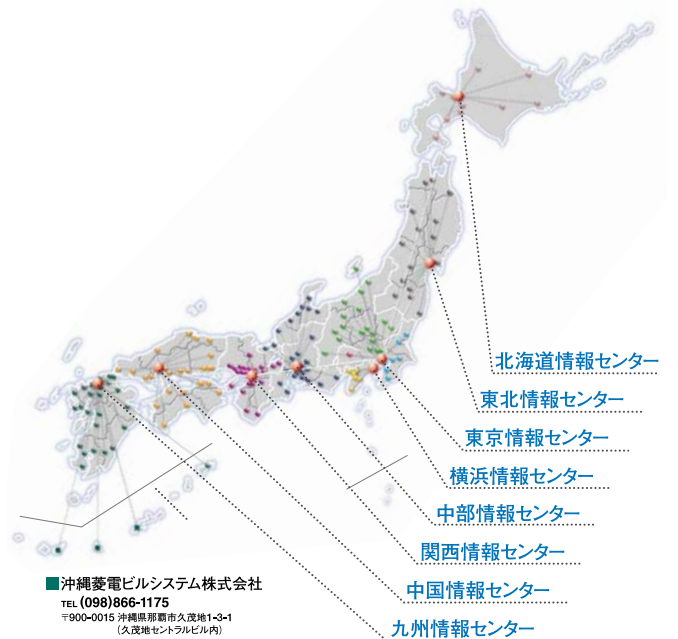 北海道情報センター
東北情報センター
東京情報センター
横浜情報センター
中部情報センター
関西情報センター
中国情報センター
九州情報センター
■沖縄菱電ビルシステム株式会社
TEL (098)866-1175
〒900-0015 沖縄県那覇市久茂地1-3-1
（久茂地セントラルビル内）